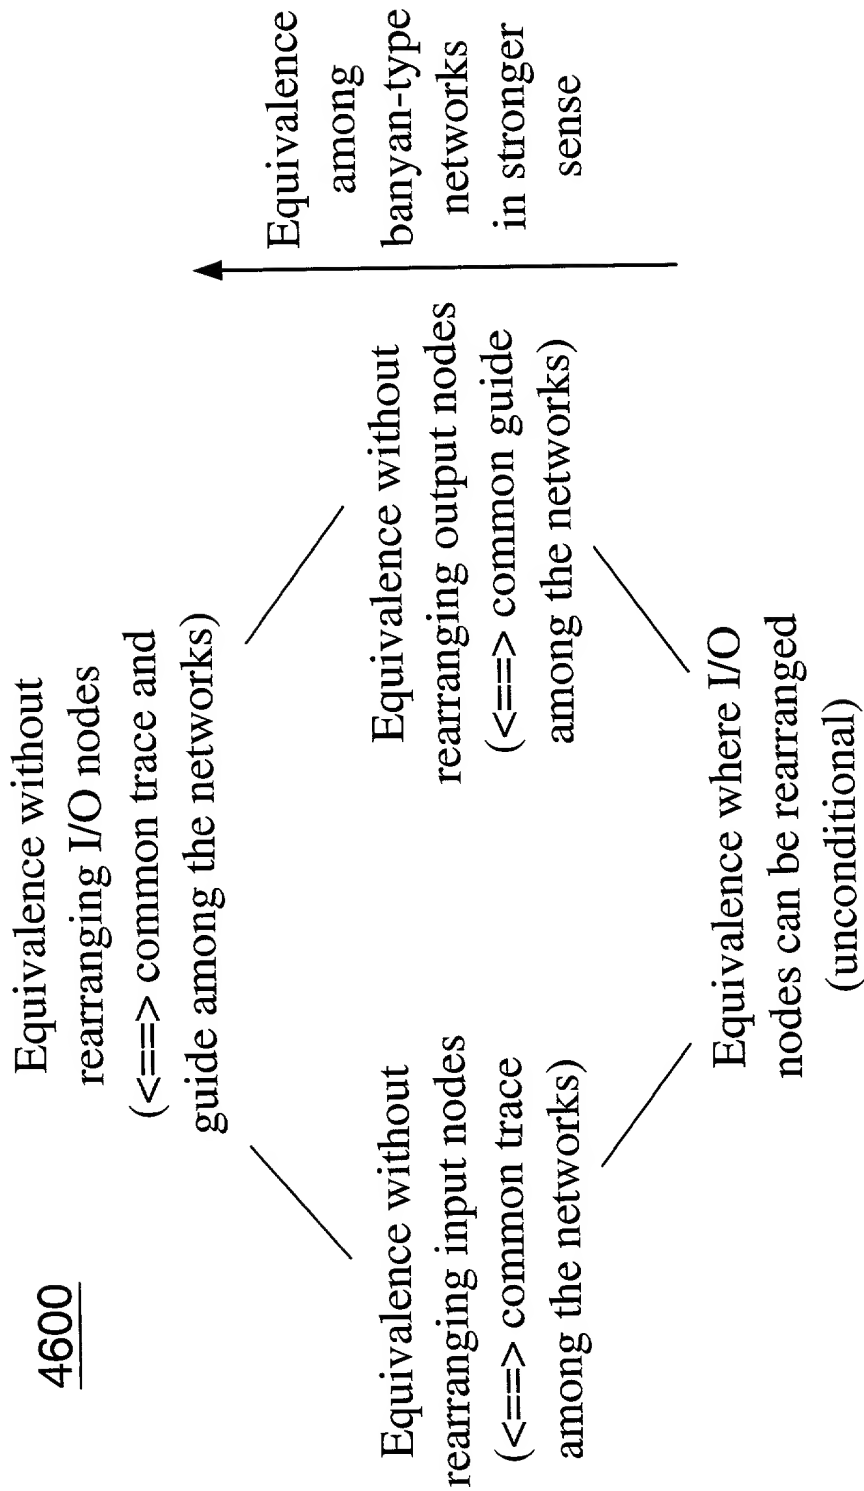 4600
Equivalence without
rearranging I/O nodes
(<==> common trace and
guide among the networks)
Equivalence without
rearranging input nodes
(<==> common trace
among the networks)
Equivalence without
rearranging output nodes
(<==> common guide
among the networks)
Equivalence where I/O
nodes can be rearranged
(unconditional)
Equivalence
among
banyan-type
networks
in stronger
sense